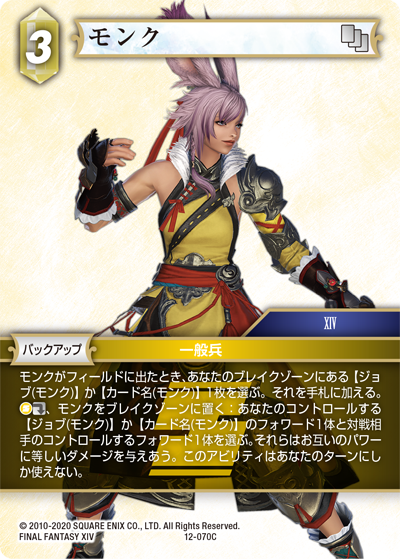 3
モンク
XIV
バックアップ
一般兵
モンクがフィールドに出たとき、あなたのブレイクゾーンにある【ジョ
ブ(モンク)】か【カード名(モンク)】1枚を選ぶ。それを手札に加える。
、モンクをブレイクゾーンに置く：あなたのコントロールする
【ジョブ(モンク)】か【カード名(モンク)】のフォワード1体と対戦相
手のコントロールするフォワード1体を選ぶ。それらはお互いのパワー
に等しいダメージを与えあう。このアビリティはあなたのターンにし
か使えない。
© 2010-2020 SQUARE ENIX CO., LTD. All Rights Reserved.
FINAL FANTASY XIV
12-070C